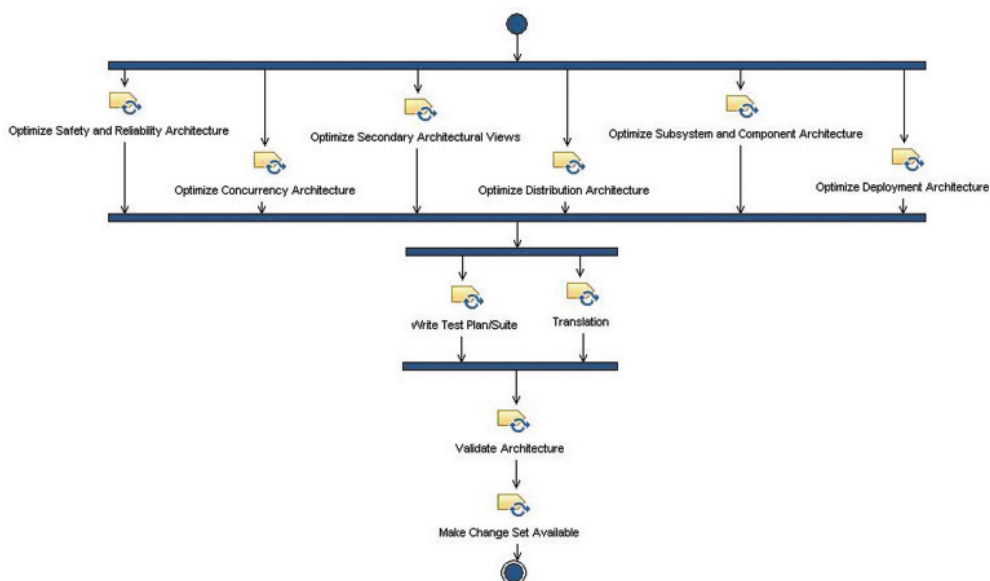 Optimize Safety and Reliability Architecture
Optimize Secondary Architectural Views
Optimize Subsystem and Component Architecture
Optimize Concurrency Architecture
Optimize Distribution Architecture
Optimize Deployment Architecture
Write Test Plan/Suite
Translation
Validate Architecture
Make Change Set Available